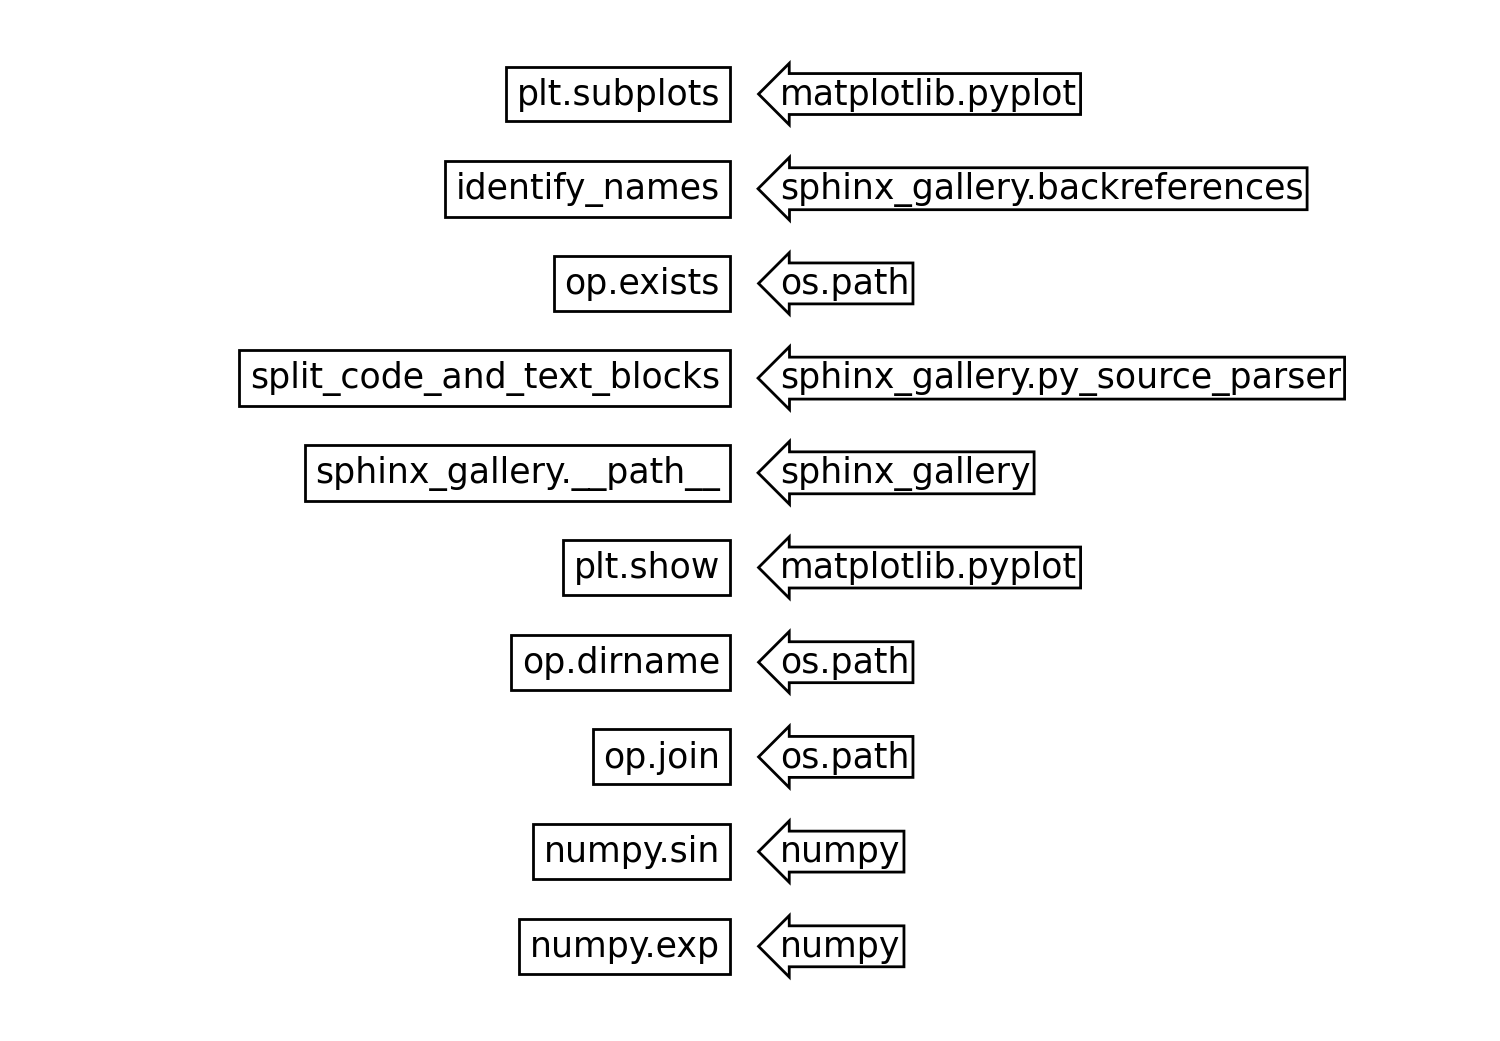 plt.subplots matplotlib.pyplot
identify_names sphinx_gallery.backreferences
op.exists os.path
split_code_and_text_blocks sphinx_gallery.py_source_parser
sphinx_gallery.__path__ sphinx_gallery
plt.show matplotlib.pyplot
op.dirname os.path
op.join os.path
numpy.sin numpy
numpy.exp numpy